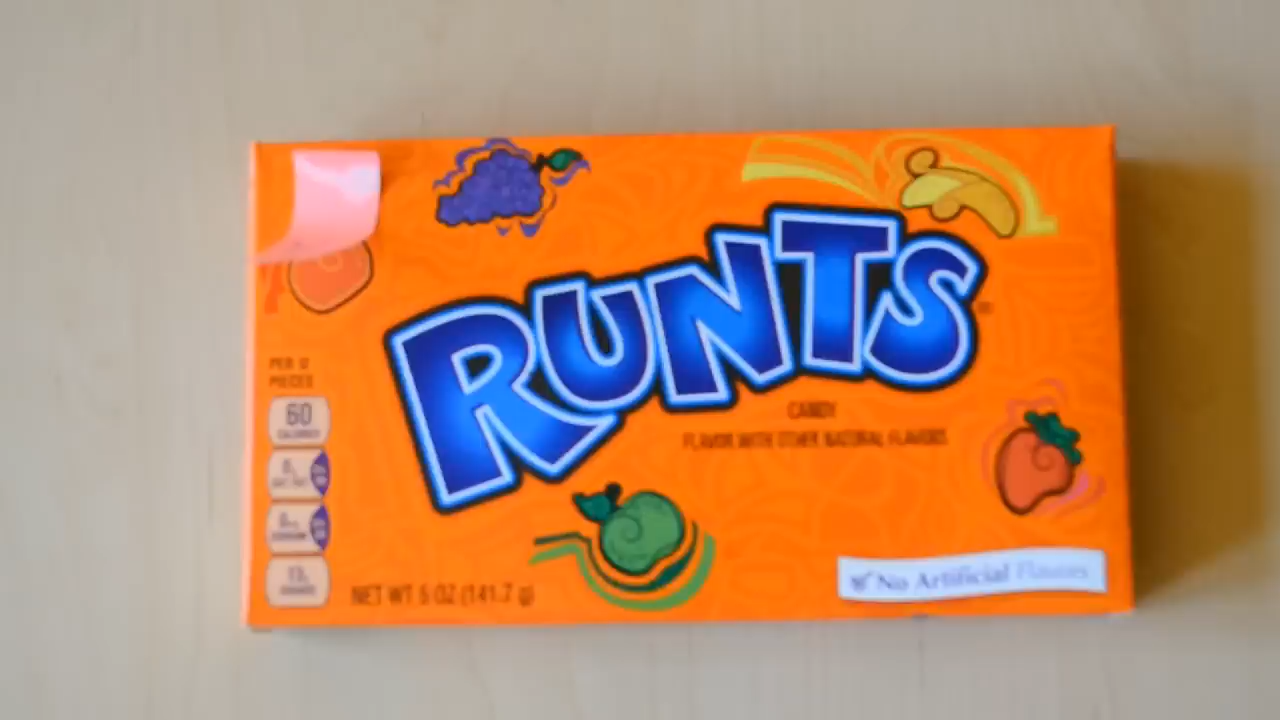 RUNTS
PER 12
PIECES
60
CALORIES
CANDY
FLAVOR WITH OTHER NATURAL FLAVORS
NET WT 5 OZ (141.7 g)
No Artificial Flavors